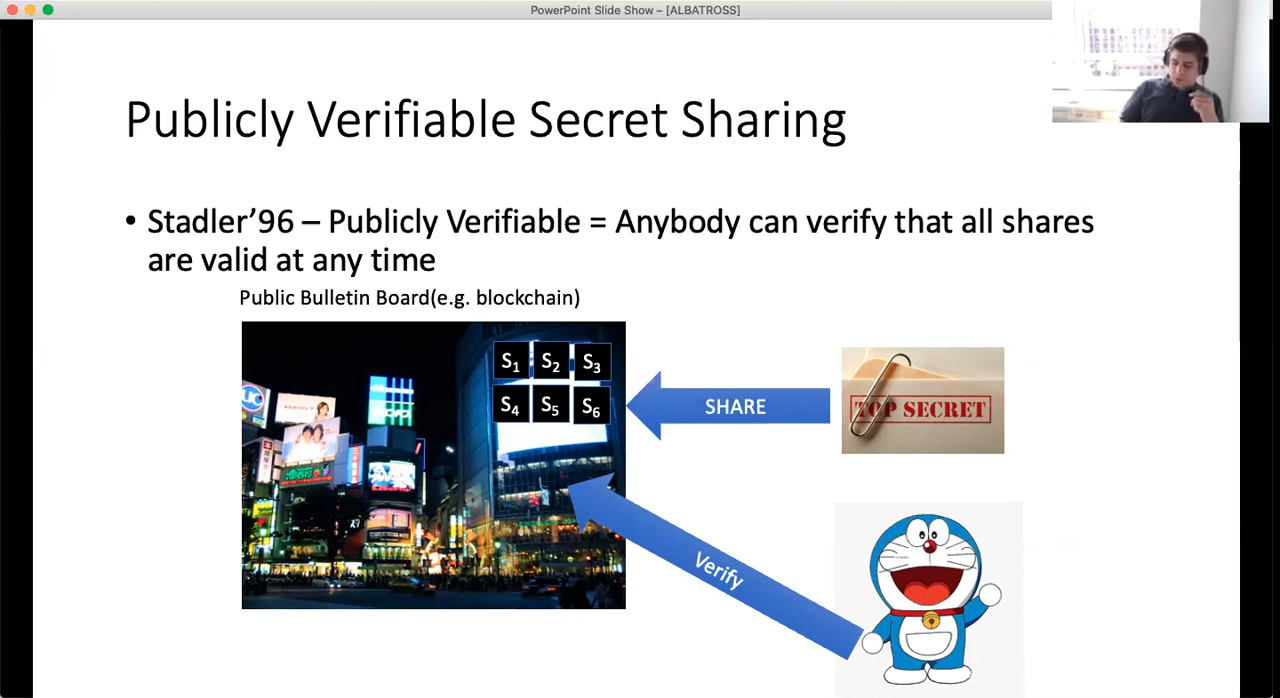 PowerPoint Slide Show – [ALBATROSS]
Publicly Verifiable Secret Sharing
• Stadler’96 – Publicly Verifiable = Anybody can verify that all shares
are valid at any time
Public Bulletin Board(e.g. blockchain)
S1 S2 S3
S4 S5 S6
SHARE
TOP SECRET
Verify